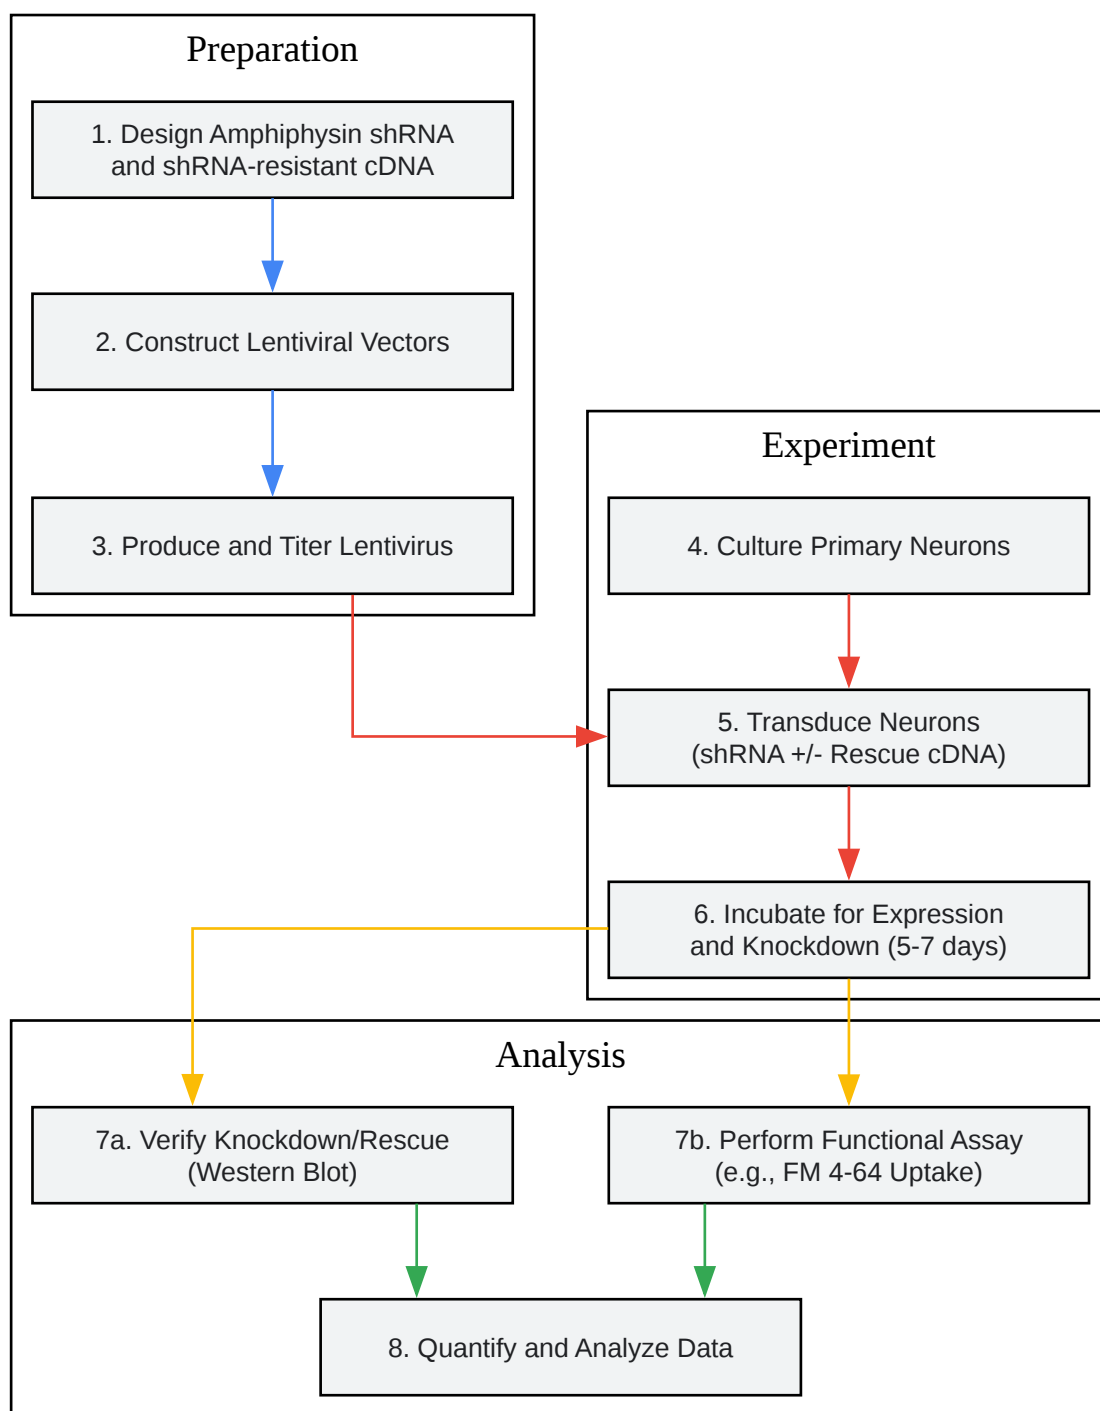 Preparation
1. Design Amphiphysin shRNA
and shRNA-resistant cDNA
2. Construct Lentiviral Vectors
3. Produce and Titer Lentivirus
Experiment
4. Culture Primary Neurons
5. Transduce Neurons
(shRNA +/- Rescue cDNA)
6. Incubate for Expression
and Knockdown (5-7 days)
Analysis
7a. Verify Knockdown/Rescue
(Western Blot)
7b. Perform Functional Assay
(e.g., FM 4-64 Uptake)
8. Quantify and Analyze Data